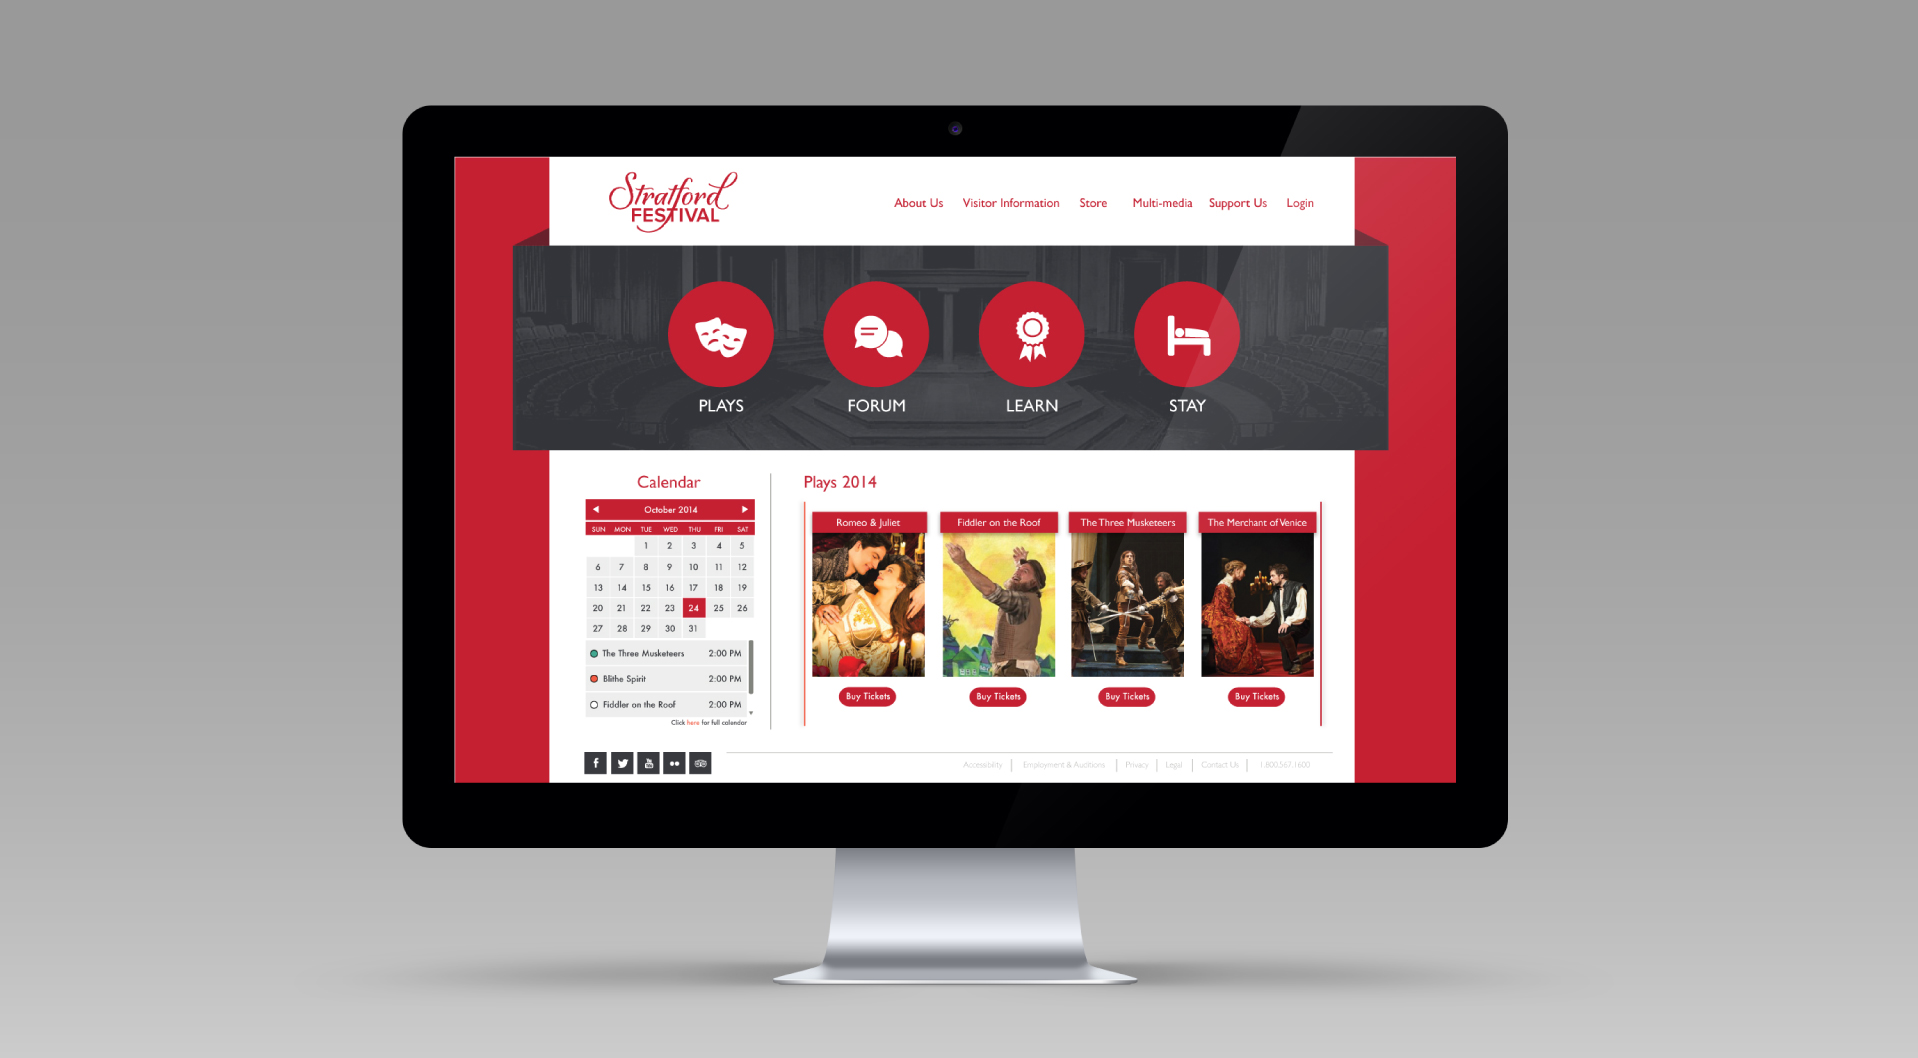 Stratford
FESTIVAL
About Us Visitor Information Store Multi-media Support Us Login
PLAYS FORUM LEARN STAY
Calendar
October 2014
SUN MON TUE WED THU FRI SAT
1 2 3 4 5
6 7 8 9 10 11 12
13 14 15 16 17 18 19
20 21 22 23 24 25 26
27 28 29 30 31
The Three Musketeers 2:00 PM
Blithe Spirit 2:00 PM
Fiddler on the Roof 2:00 PM
Click here for full calendar
Plays 2014
Romeo & Juliet Fiddler on the Roof The Three Musketeers The Merchant of Venice
Buy Tickets Buy Tickets Buy Tickets Buy Tickets
f You Tube
Accessibility | Employment & Auditions | Privacy | Legal | Contact Us | 1.800.567.1600